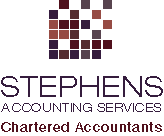 STEPHENS
ACCOUNTING SERVICES
Chartered Accountants